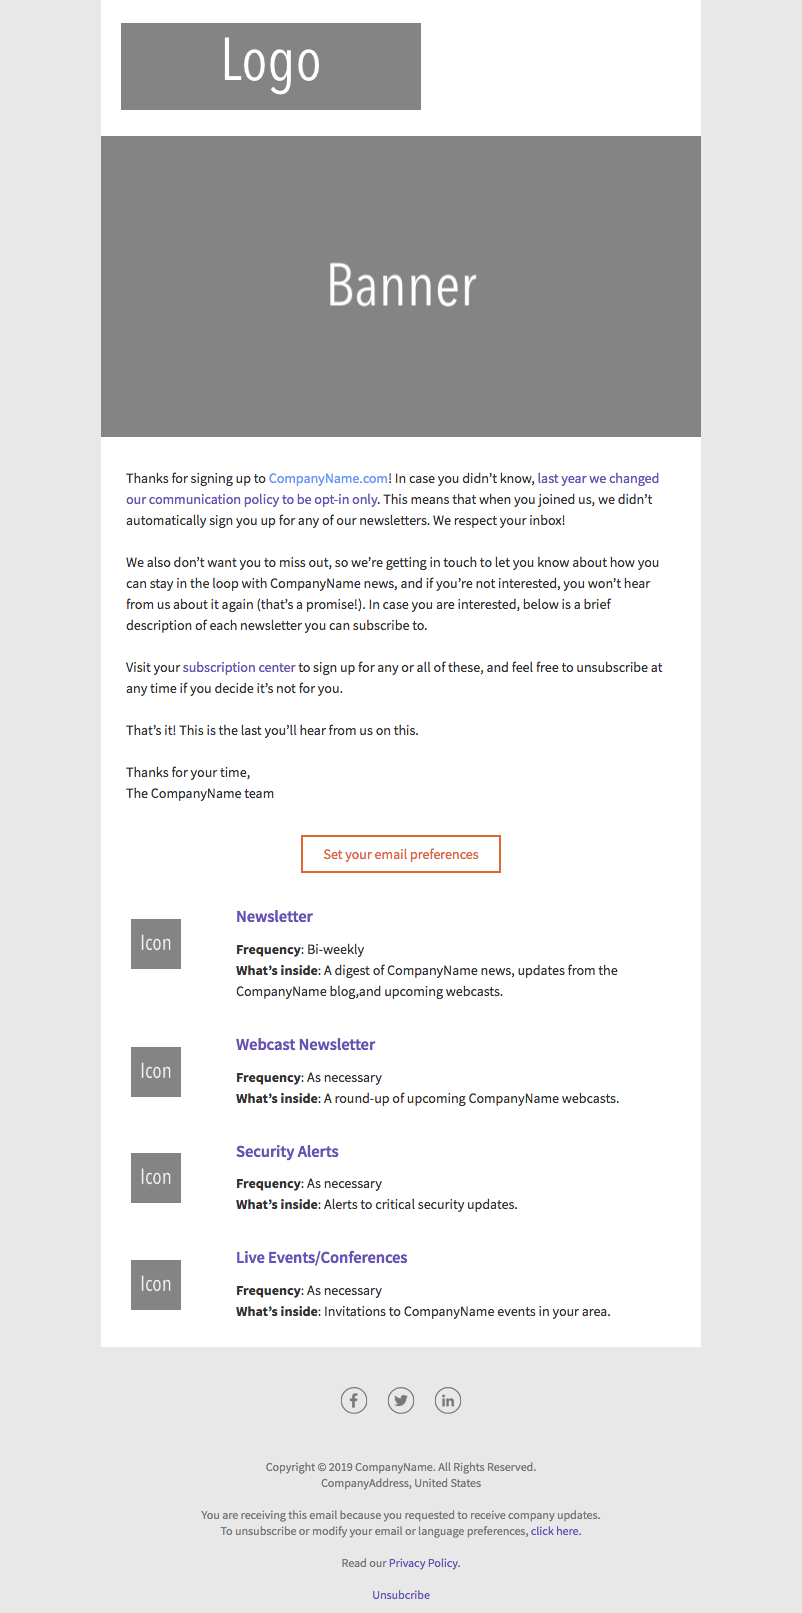 Logo
Banner
Thanks for signing up to CompanyName.com! In case you didn’t know, last year we changed
our communication policy to be opt-in only. This means that when you joined us, we didn’t
automatically sign you up for any of our newsletters. We respect your inbox!
We also don’t want you to miss out, so we’re getting in touch to let you know about how you
can stay in the loop with CompanyName news, and if you’re not interested, you won’t hear
from us about it again (that’s a promise!). In case you are interested, below is a brief
description of each newsletter you can subscribe to.
Visit your subscription center to sign up for any or all of these, and feel free to unsubscribe at
any time if you decide it’s not for you.
That’s it! This is the last you’ll hear from us on this.
Thanks for your time,
The CompanyName team
Set your email preferences
Icon
Newsletter
Frequency: Bi-weekly
What’s inside: A digest of CompanyName news, updates from the
CompanyName blog,and upcoming webcasts.
Icon
Webcast Newsletter
Frequency: As necessary
What’s inside: A round-up of upcoming CompanyName webcasts.
Icon
Security Alerts
Frequency: As necessary
What’s inside: Alerts to critical security updates.
Icon
Live Events/Conferences
Frequency: As necessary
What’s inside: Invitations to CompanyName events in your area.
Copyright © 2019 CompanyName. All Rights Reserved.
CompanyAddress, United States
You are receiving this email because you requested to receive company updates.
To unsubscribe or modify your email or language preferences, click here.
Read our Privacy Policy.
Unsubcribe